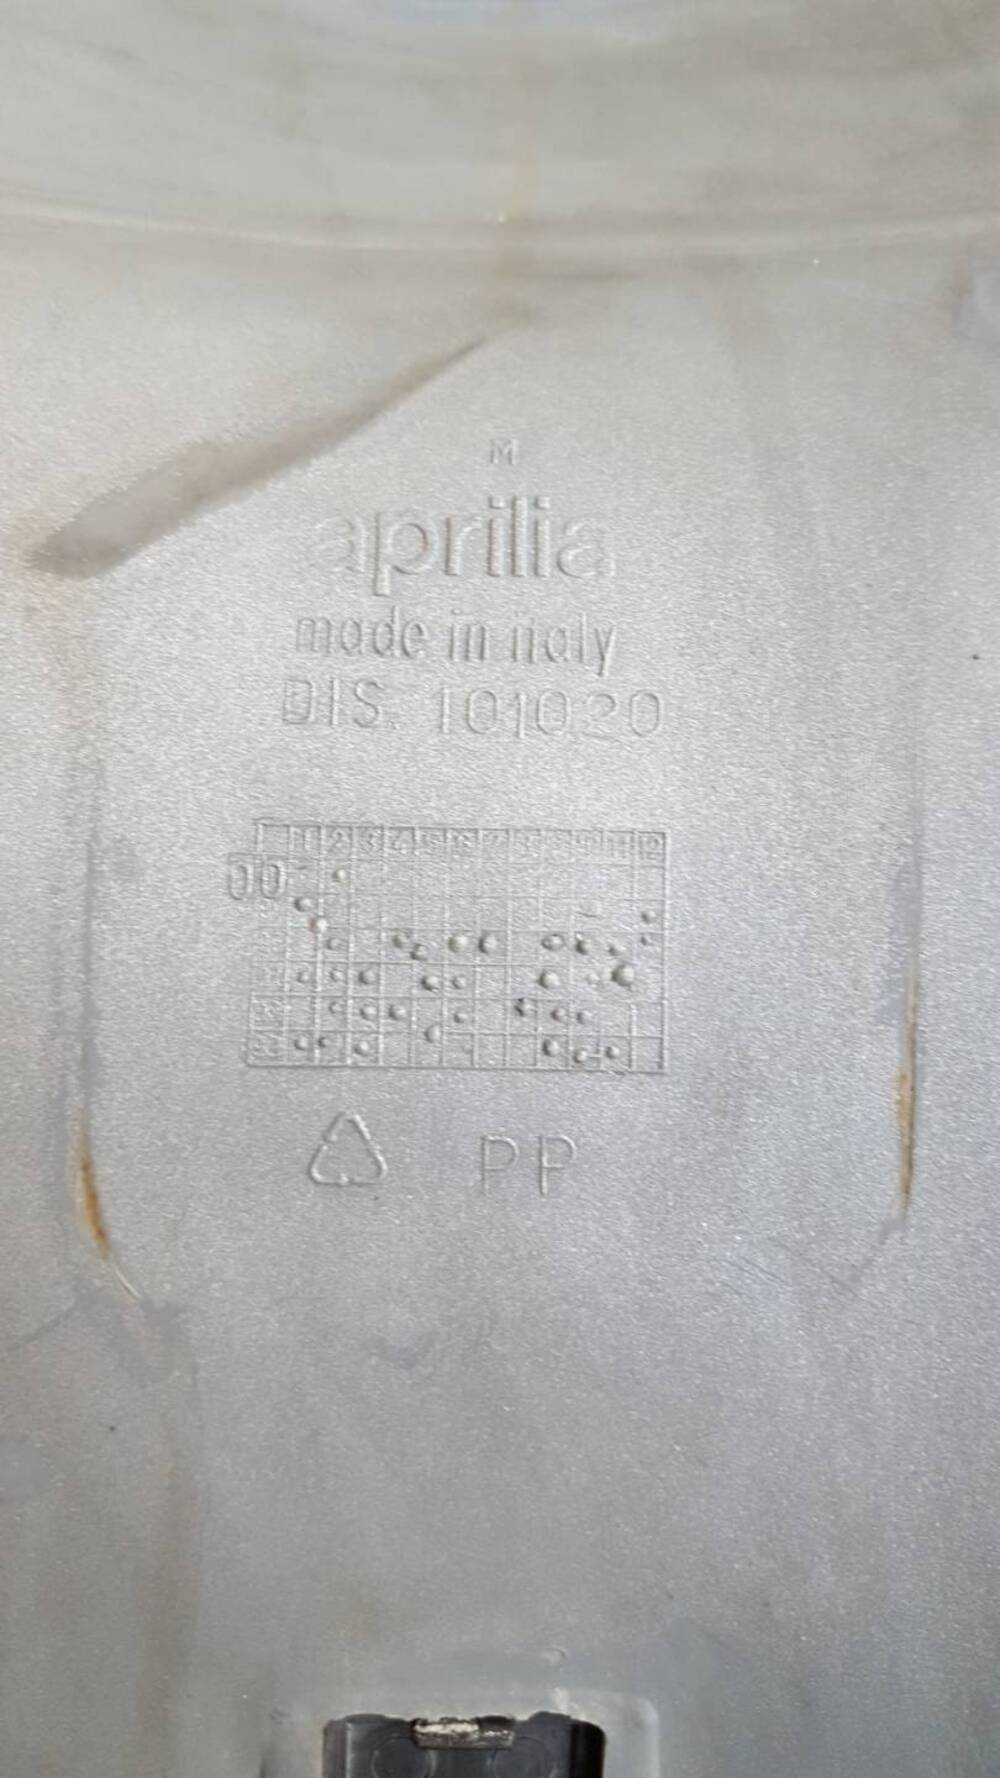 M
aprilia
made in italy
DIS. 101020
1 2 3 4 5 6 7 8 9 10 11 12
00
PP